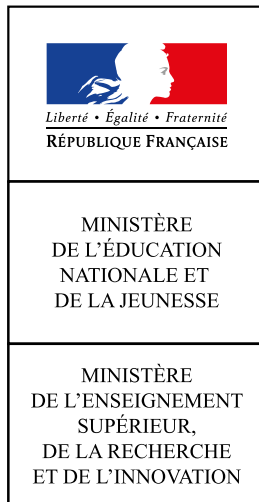 Liberté • Égalité • Fraternité
RÉPUBLIQUE FRANÇAISE
MINISTÈRE
DE L’ÉDUCATION
NATIONALE ET
DE LA JEUNESSE
MINISTÈRE
DE L’ENSEIGNEMENT
SUPÉRIEUR,
DE LA RECHERCHE
ET DE L’INNOVATION